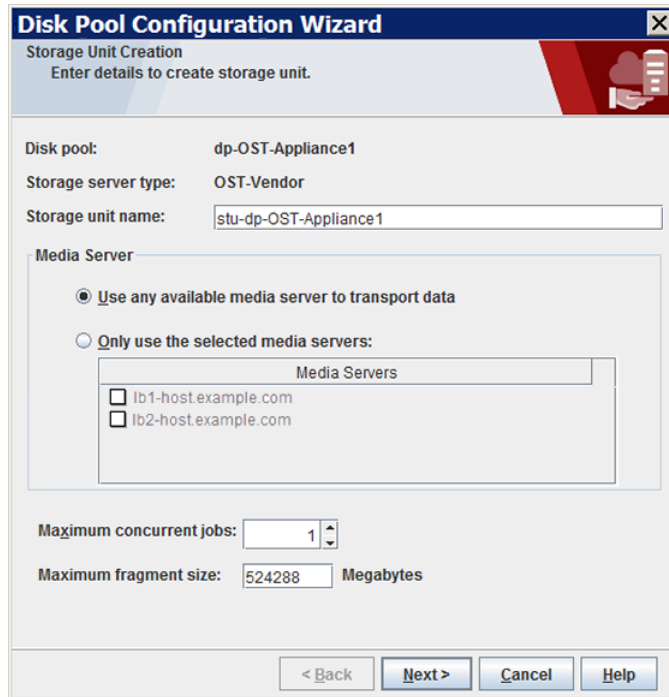 Disk Pool Configuration Wizard
Storage Unit Creation
Enter details to create storage unit.
Disk pool: dp-OST-Appliance1
Storage server type: OST-Vendor
Storage unit name: stu-dp-OST-Appliance1
Media Server
Use any available media server to transport data
Only use the selected media servers:
Media Servers
lb1-host.example.com
lb2-host.example.com
Maximum concurrent jobs: 1
Maximum fragment size: 524288 Megabytes
< Back Next > Cancel Help